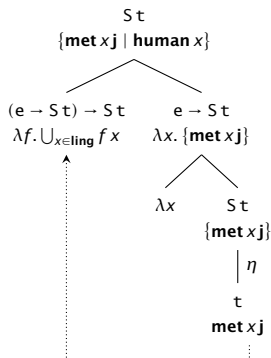 S t
{met x j | human x}
(e → S t) → S t e → S t
λf. ⋃x∈ling f x λx. {met x j}
λx S t
{met x j}
η
t
met x j